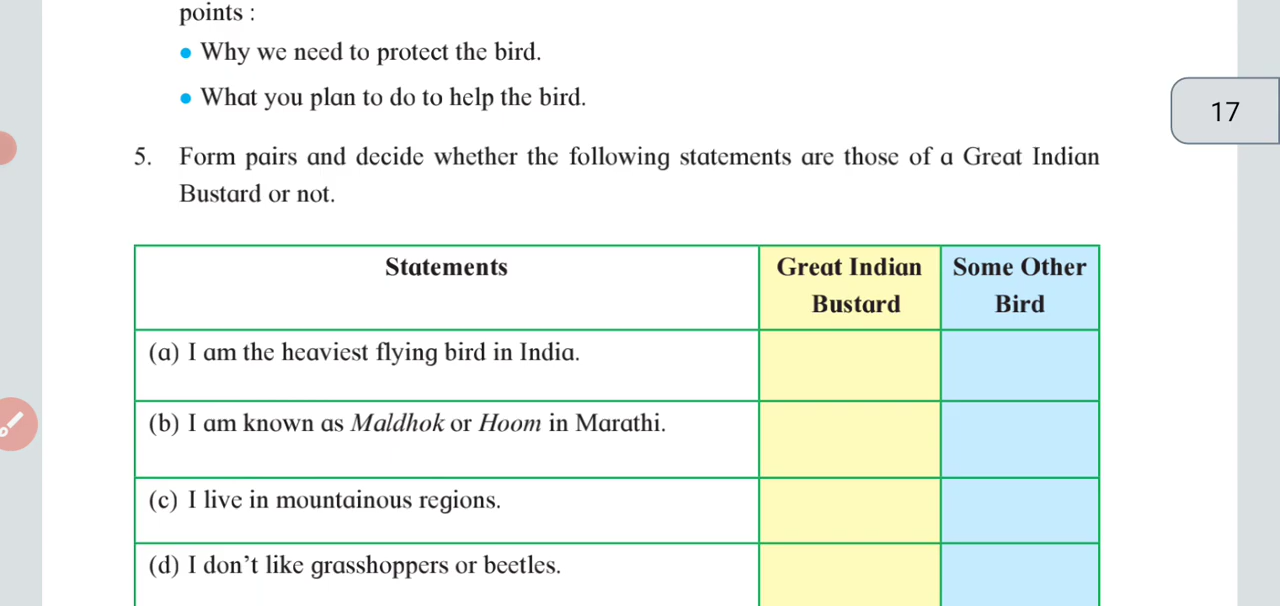 points :
• Why we need to protect the bird.
• What you plan to do to help the bird.
17
5. Form pairs and decide whether the following statements are those of a Great Indian
Bustard or not.
Statements
Great Indian
Bustard
Some Other
Bird
(a) I am the heaviest flying bird in India.
(b) I am known as Maldhok or Hoom in Marathi.
(c) I live in mountainous regions.
(d) I don't like grasshoppers or beetles.